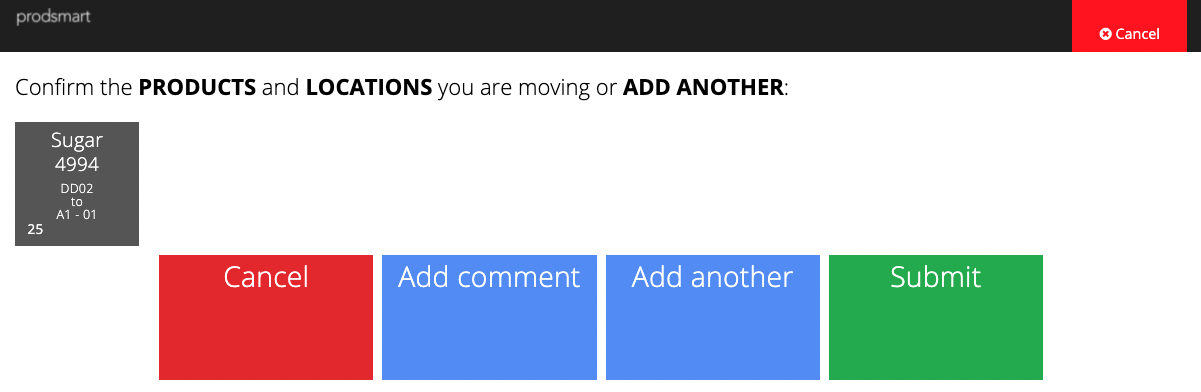 prodsmart
Cancel
Confirm the PRODUCTS and LOCATIONS you are moving or ADD ANOTHER:
Sugar
4994
DD02
to
A1 - 01
25
Cancel
Add comment
Add another
Submit